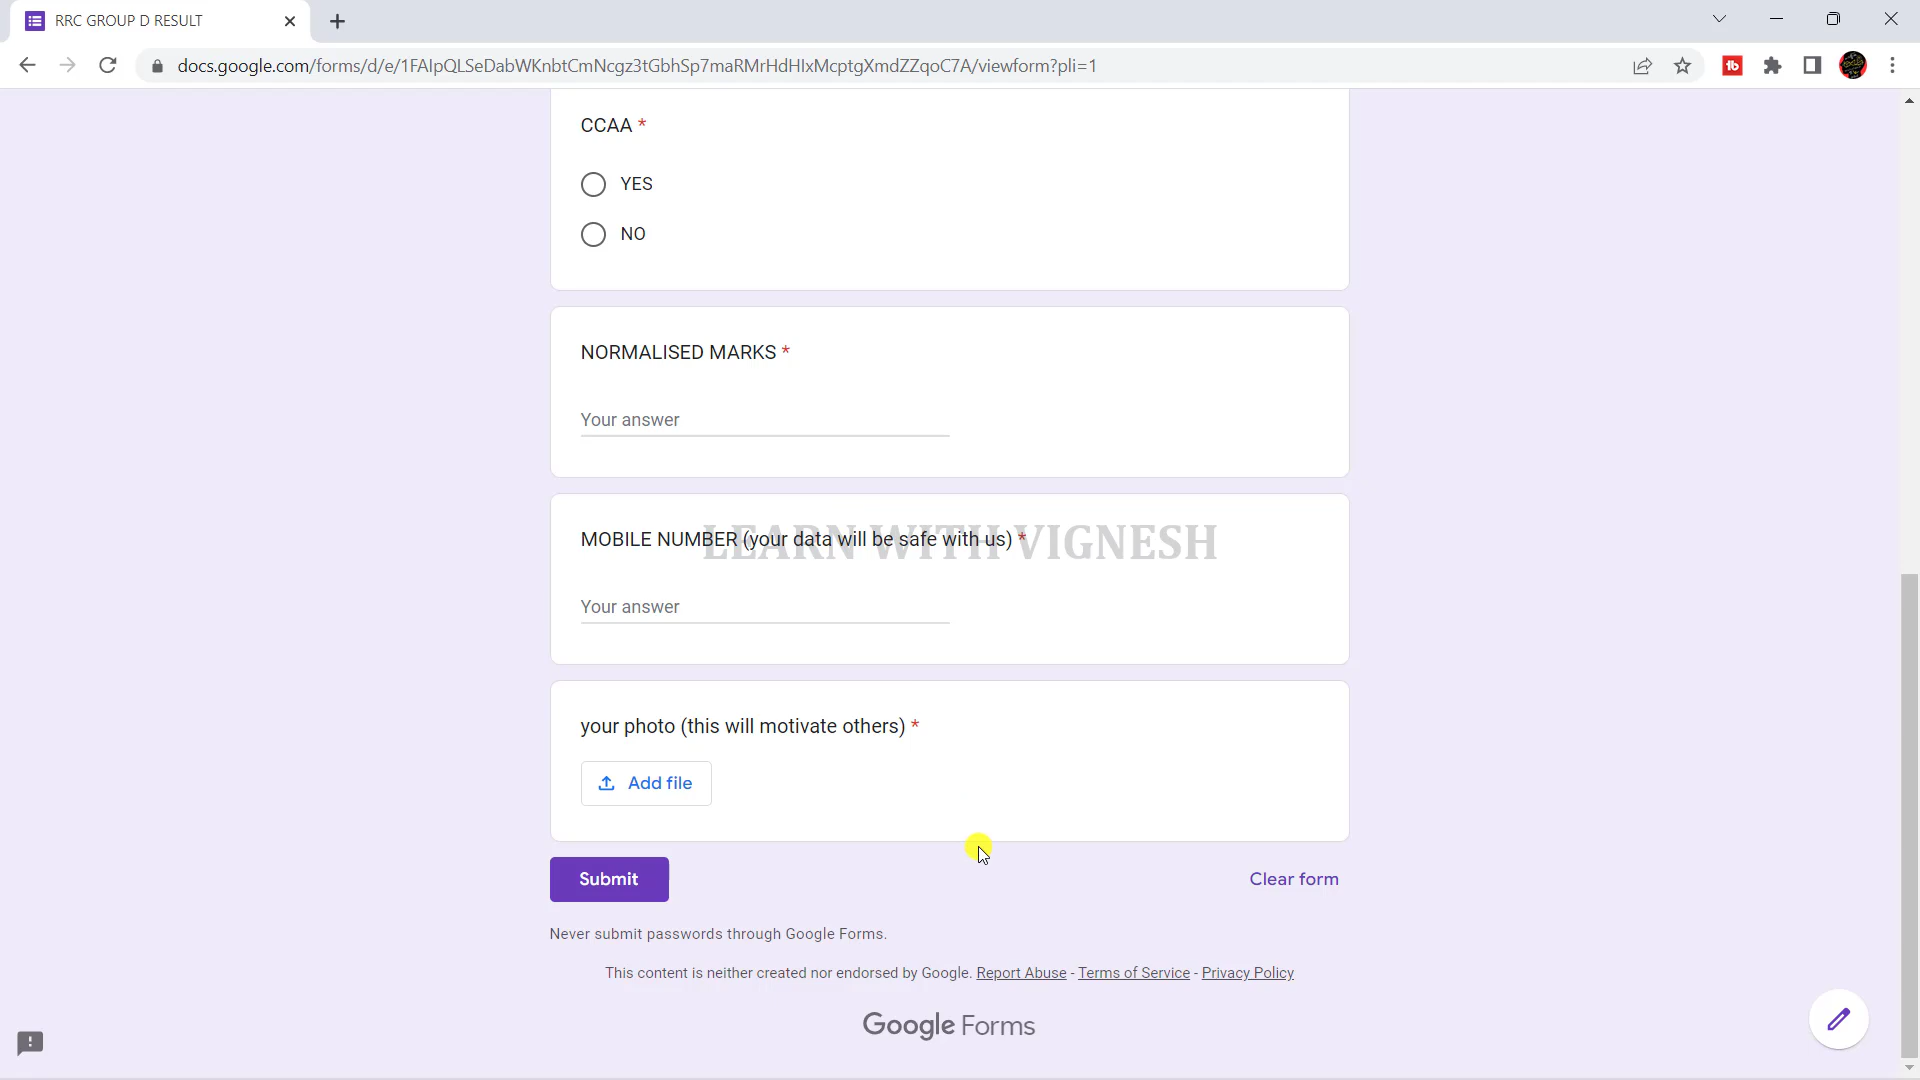 RRC GROUP D RESULT
docs.google.com/forms/d/e/1FAIpQLSeDabWKnbtCmNcgz3tGbhSp7maRMrHdHIxMcptgXmdZZqoC7A/viewform?pli=1
CCAA *
YES
NO
NORMALISED MARKS *
Your answer
MOBILE NUMBER (your data will be safe with us) *
LEARN WITH VIGNESH
Your answer
your photo (this will motivate others) *
Add file
Submit
Clear form
Never submit passwords through Google Forms.
This content is neither created nor endorsed by Google. Report Abuse - Terms of Service - Privacy Policy
Google Forms